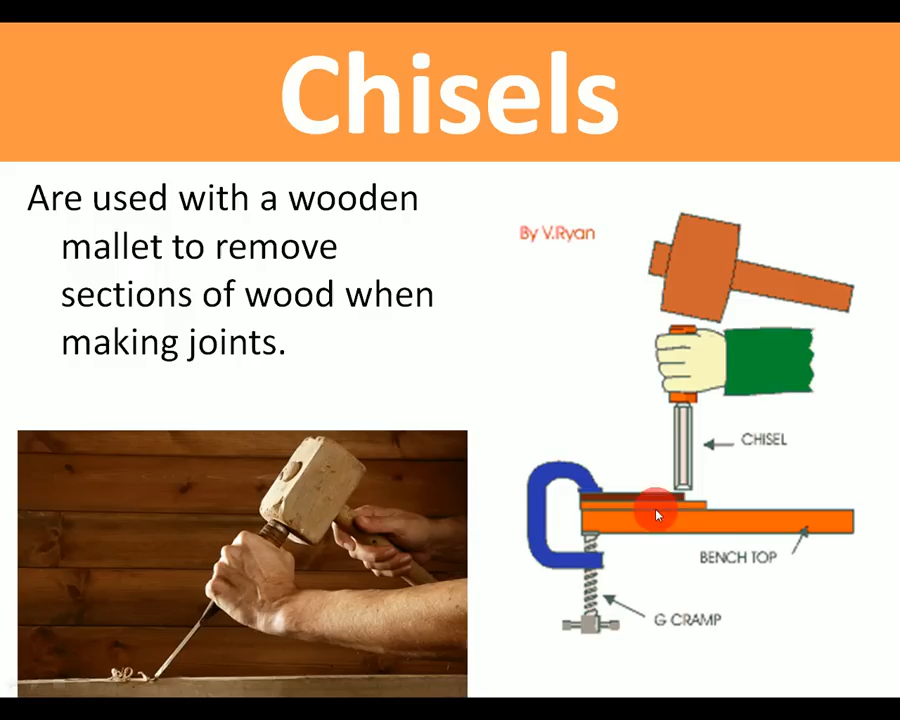 Chisels
Are used with a wooden
mallet to remove
sections of wood when
making joints.
By V.Ryan
CHISEL
BENCH TOP
G CRAMP